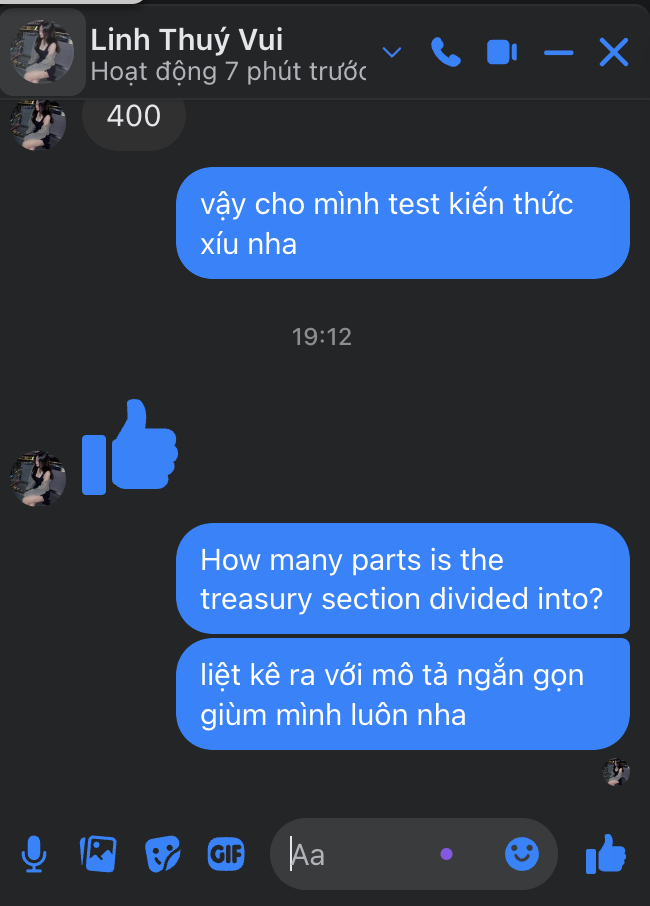 Linh Thuý Vui
Hoạt động 7 phút trước
400
vậy cho mình test kiến thức
xíu nha
19:12
How many parts is the
treasury section divided into?
liệt kê ra với mô tả ngắn gọn
giùm mình luôn nha
GIF
Aa